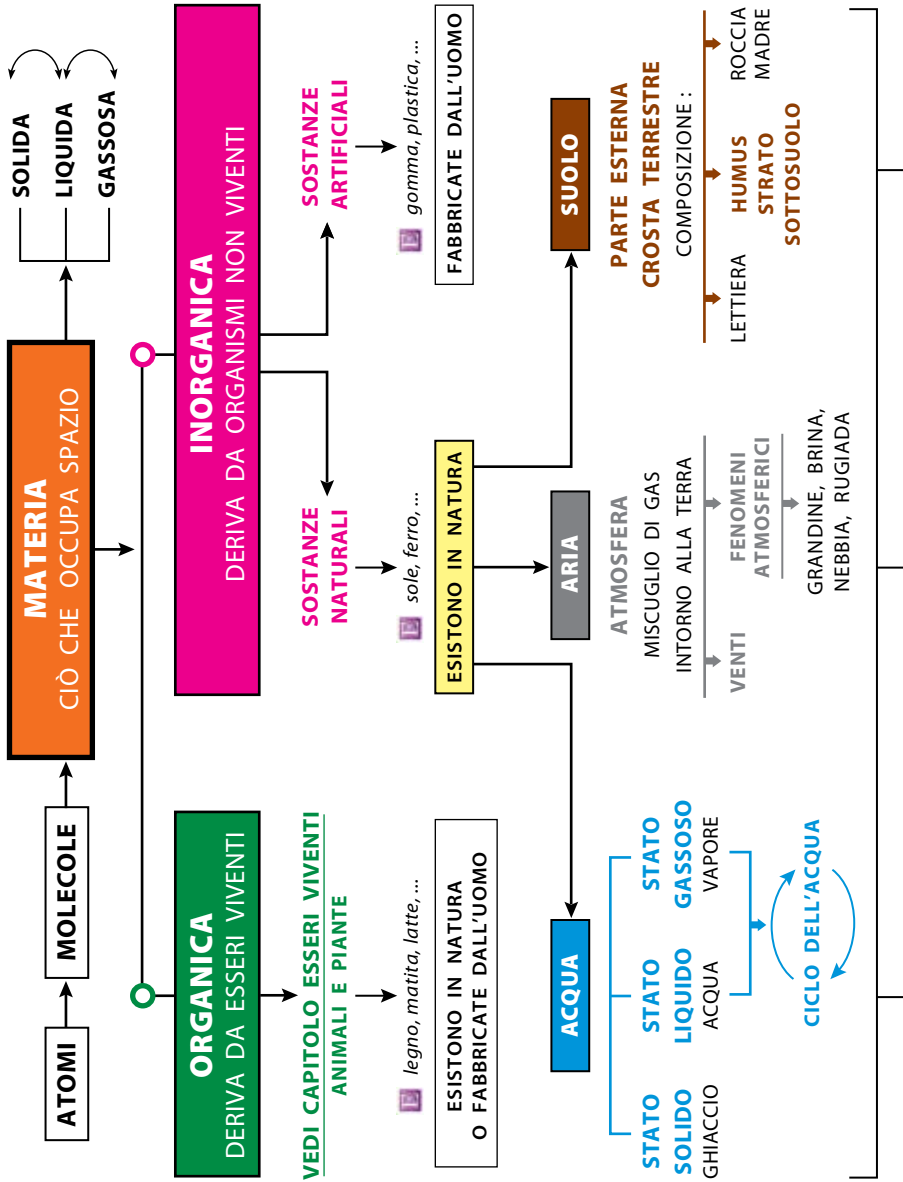 ATOMI
MOLECOLE
MATERIA
CIÒ CHE OCCUPA SPAZIO
SOLIDA
LIQUIDA
GASSOSA
ORGANICA
DERIVA DA ESSERI VIVENTI
VEDI CAPITOLO ESSERI VIVENTI
ANIMALI E PIANTE
E legno, matita, latte, ...
ESISTONO IN NATURA
O FABBRICATE DALL'UOMO
INORGANICA
DERIVA DA ORGANISMI NON VIVENTI
SOSTANZE
NATURALI
E sole, ferro, ...
ESISTONO IN NATURA
SOSTANZE
ARTIFICIALI
E gomma, plastica, ...
FABBRICATE DALL'UOMO
ACQUA
STATO
SOLIDO
GHIACCIO
STATO
LIQUIDO
ACQUA
STATO
GASSOSO
VAPORE
CICLO DELL'ACQUA
ARIA
ATMOSFERA
MISCUGLIO DI GAS
INTORNO ALLA TERRA
VENTI
FENOMENI
ATMOSFERICI
GRANDINE, BRINA,
NEBBIA, RUGIADA
SUOLO
PARTE ESTERNA
CROSTA TERRESTRE
COMPOSIZIONE :
LETTIERA
HUMUS
STRATO
SOTTOSUOLO
ROCCIA
MADRE